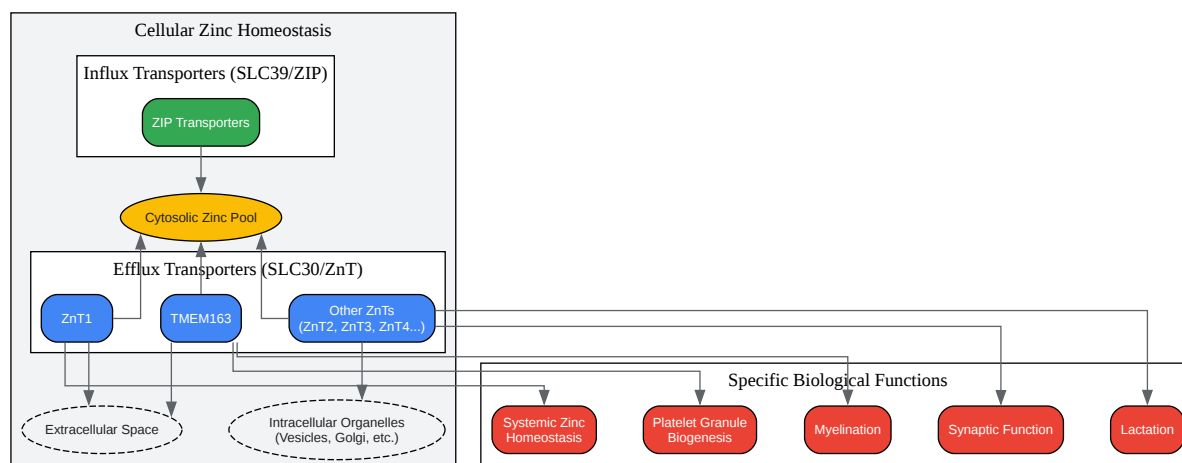 Cellular Zinc Homeostasis
Influx Transporters (SLC39/ZIP)
ZIP Transporters
Cytosolic Zinc Pool
Efflux Transporters (SLC30/ZnT)
ZnT1
TMEM163
Other ZnTs
(ZnT2, ZnT3, ZnT4...)
Extracellular Space
Intracellular Organelles
(Vesicles, Golgi, etc.)
Specific Biological Functions
Systemic Zinc
Homeostasis
Platelet Granule
Biogenesis
Myelination
Synaptic Function
Lactation